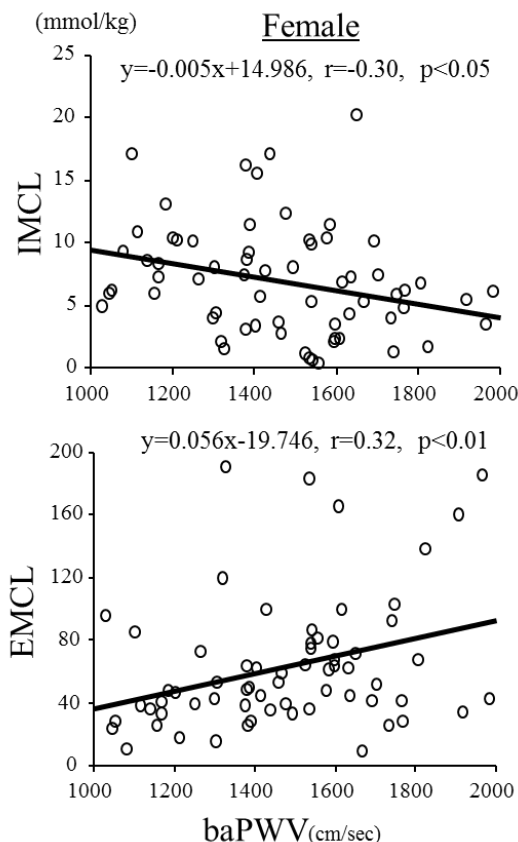 (mmol/kg)
Female
y=-0.005x+14.986, r=-0.30, p<0.05
25
20
15
10
5
0
IMCL
1000 1200 1400 1600 1800 2000
y=0.056x-19.746, r=0.32, p<0.01
200
160
120
80
40
0
EMCL
1000 1200 1400 1600 1800 2000
baPWV(cm/sec)